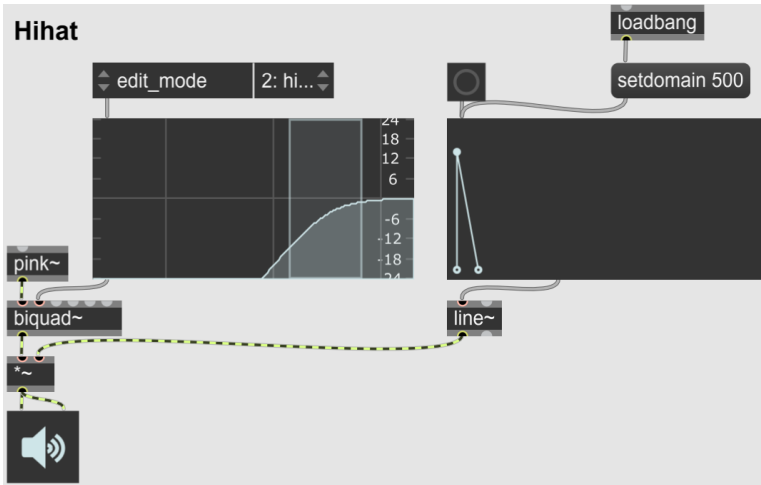 Hihat
loadbang
edit_mode
2: hi...
setdomain 500
24
18
12
6
-6
-12
-18
-24
pink~
biquad~
line~
*~